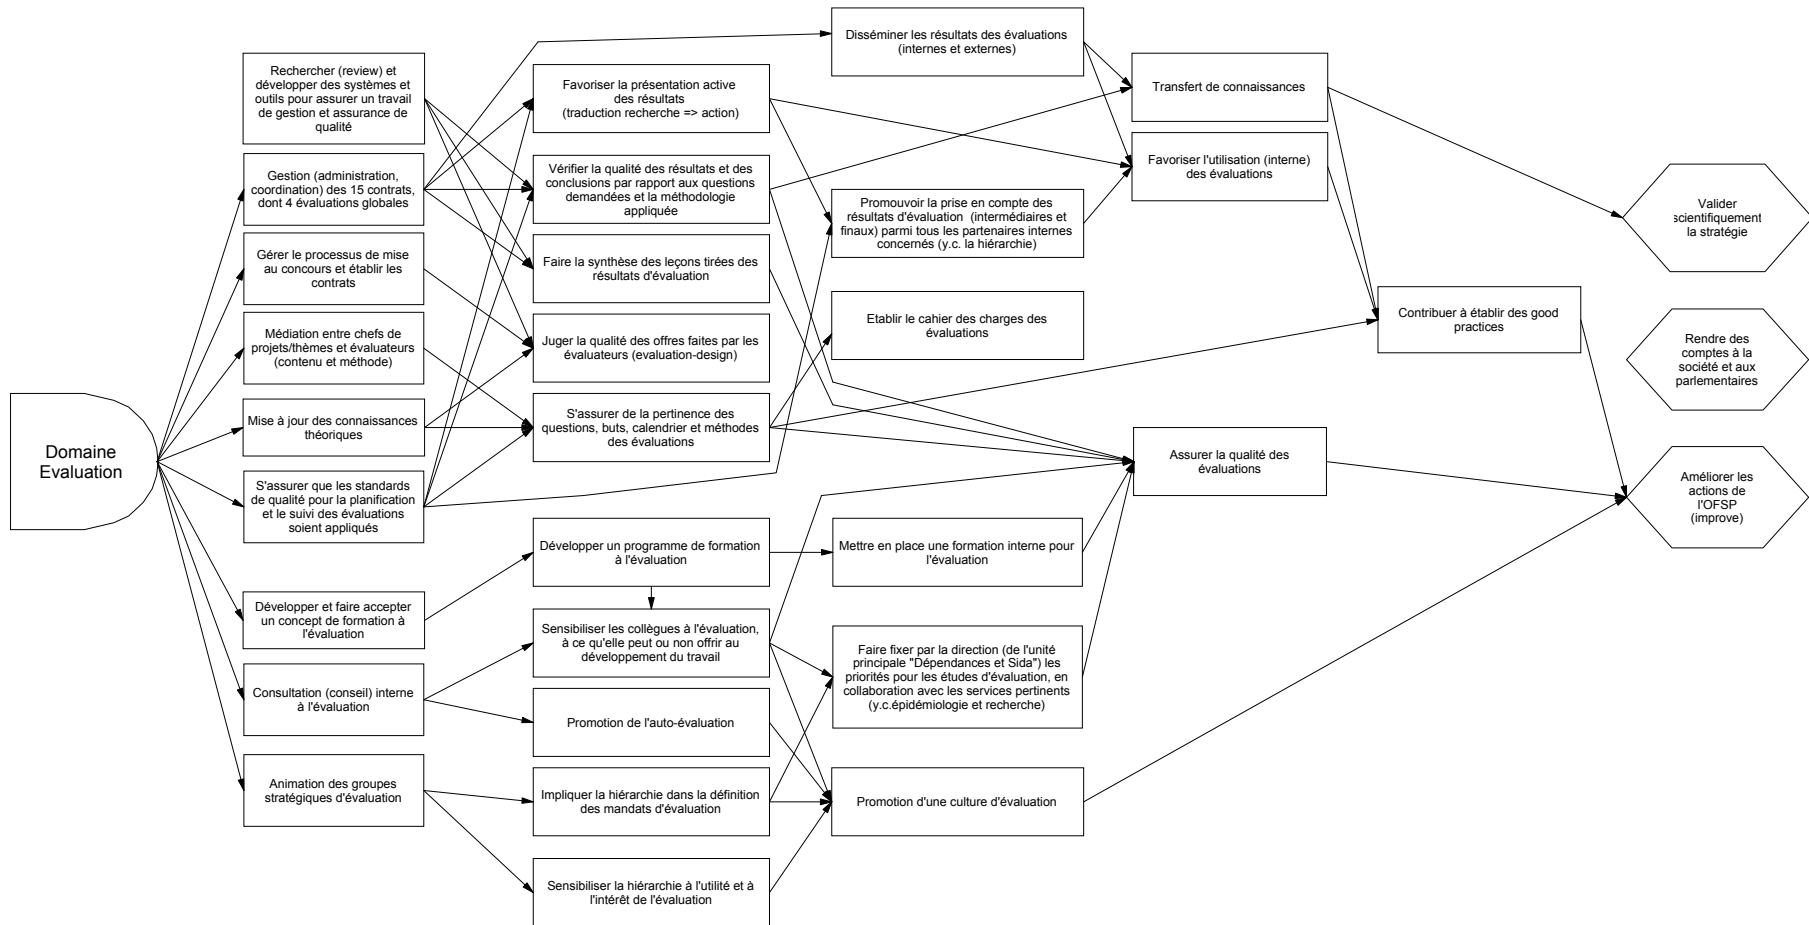 Domaine
Evaluation
Rechercher (review) et
développer des systèmes et
outils pour assurer un travail
de gestion et assurance de
qualité
Gestion (administration,
coordination) des 15 contrats,
dont 4 évaluations globales
Gérer le processus de mise
au concours et établir les
contrats
Médiation entre chefs de
projets/thèmes et évaluateurs
(contenu et méthode)
Mise à jour des connaissances
théoriques
S'assurer que les standards
de qualité pour la planification
et le suivi des évaluations
soient appliqués
Développer et faire accepter
un concept de formation à
l'évaluation
Consultation (conseil) interne
à l'évaluation
Animation des groupes
stratégiques d'évaluation
Favoriser la présentation active
des résultats
(traduction recherche => action)
Vérifier la qualité des résultats et des
conclusions par rapport aux questions
demandées et la méthodologie
appliquée
Faire la synthèse des leçons tirées des
résultats d'évaluation
Juger la qualité des offres faites par les
évaluateurs (evaluation-design)
S'assurer de la pertinence des
questions, buts, calendrier et méthodes
des évaluations
Développer un programme de formation
à l'évaluation
Sensibiliser les collègues à l'évaluation,
à ce qu'elle peut ou non offrir au
développement du travail
Promotion de l'auto-évaluation
Impliquer la hiérarchie dans la définition
des mandats d'évaluation
Sensibiliser la hiérarchie à l'utilité et à
l'intérêt de l'évaluation
Disséminer les résultats des évaluations
(internes et externes)
Promouvoir la prise en compte des
résultats d'évaluation (intermédiaires et
finaux) parmi tous les partenaires internes
concernés (y.c. la hiérarchie)
Etablir le cahier des charges des
évaluations
Mettre en place une formation interne pour
l'évaluation
Faire fixer par la direction (de l'unité
principale "Dépendances et Sida") les
priorités pour les études d'évaluation, en
collaboration avec les services pertinents
(y.c.épidémiologie et recherche)
Promotion d'une culture d'évaluation
Transfert de connaissances
Favoriser l'utilisation (interne)
des évaluations
Assurer la qualité des
évaluations
Contribuer à établir des good
practices
Valider
scientifiquement
la stratégie
Rendre des
comptes à la
société et aux
parlementaires
Améliorer les
actions de
l'OFSP
(improve)